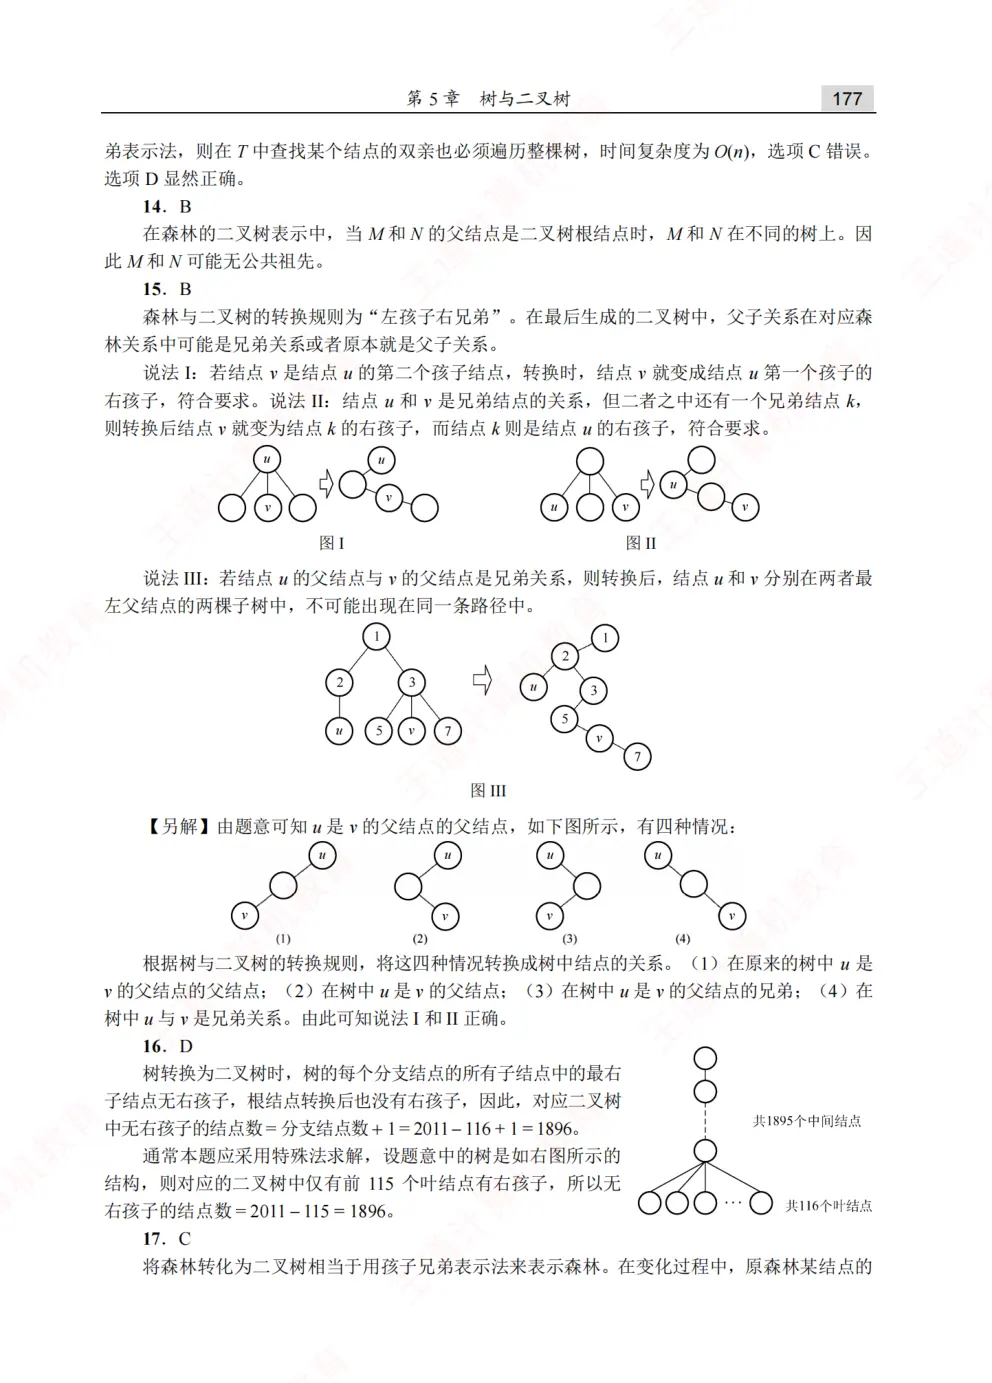 第 5 章 树与二叉树 177
弟表示法，则在 T 中查找某个结点的双亲也必须遍历整棵树，时间复杂度为 O(n)，选项 C 错误。
选项 D 显然正确。
14．B
在森林的二叉树表示中，当 M 和 N 的父结点是二叉树根结点时，M 和 N 在不同的树上。因
此 M 和 N 可能无公共祖先。
15．B
森林与二叉树的转换规则为“左孩子右兄弟”。在最后生成的二叉树中，父子关系在对应森
林关系中可能是兄弟关系或者原本就是父子关系。
说法 I：若结点 v 是结点 u 的第二个孩子结点，转换时，结点 v 就变成结点 u 第一个孩子的
右孩子，符合要求。说法 II：结点 u 和 v 是兄弟结点的关系，但二者之中还有一个兄弟结点 k，
则转换后结点 v 就变为结点 k 的右孩子，而结点 k 则是结点 u 的右孩子，符合要求。
u u
v v
u
u v v
图 I 图 II
说法 III：若结点 u 的父结点与 v 的父结点是兄弟关系，则转换后，结点 u 和 v 分别在两者最
左父结点的两棵子树中，不可能出现在同一条路径中。
1 1
2 3 2
u 3
u 5 v 7 5
v
7
图 III
【另解】由题意可知 u 是 v 的父结点的父结点，如下图所示，有四种情况：
u u u u
v v v v
(1) (2) (3) (4)
根据树与二叉树的转换规则，将这四种情况转换成树中结点的关系。（1）在原来的树中 u 是
v 的父结点的父结点；（2）在树中 u 是 v 的父结点；（3）在树中 u 是 v 的父结点的兄弟；（4）在
树中 u 与 v 是兄弟关系。由此可知说法 I 和 II 正确。
16．D
树转换为二叉树时，树的每个分支结点的所有子结点中的最右
子结点无右孩子，根结点转换后也没有右孩子，因此，对应二叉树
中无右孩子的结点数 = 分支结点数 + 1 = 2011 − 116 + 1 = 1896。
通常本题应采用特殊法求解，设题意中的树是如右图所示的
结构，则对应的二叉树中仅有前 115 个叶结点有右孩子，所以无
右孩子的结点数 = 2011 − 115 = 1896。
共1895个中间结点
···
共116个叶结点
17．C
将森林转化为二叉树相当于用孩子兄弟表示法来表示森林。在变化过程中，原森林某结点的